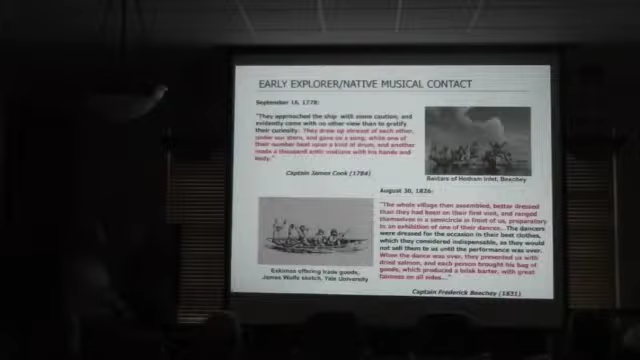 EARLY EXPLORER/NATIVE MUSICAL CONTACT
September 16, 1778:
"They approached the ship with some caution, and
evidently come with no other view than to gratify
their curiosity. They drew up abreast of each other,
under our stern, and gave us a song, while one of
their number beat upon a kind of drum, and another
made a thousand antic motions with his hands and
body."
Captain James Cook (1784)
Baidars of Hotham Inlet, Beechey
August 30, 1826:
"The whole village then assembled, better dressed
than they had been on their first visit, and ranged
themselves in a semicircle in front of us, preparatory
to an exhibition of one of their dances... The dancers
were dressed for the occasion in their best clothes,
which they considered indispensable, as they would
not sell them to us until the performance was over.
When the dance was over, they presented us with
dried salmon, and each person brought his bag of
goods, which produced a brisk barter, with great
fairness on all sides..."
Captain Frederick Beechey (1831)
Eskimos offering trade goods,
James Wolfe sketch, Yale University